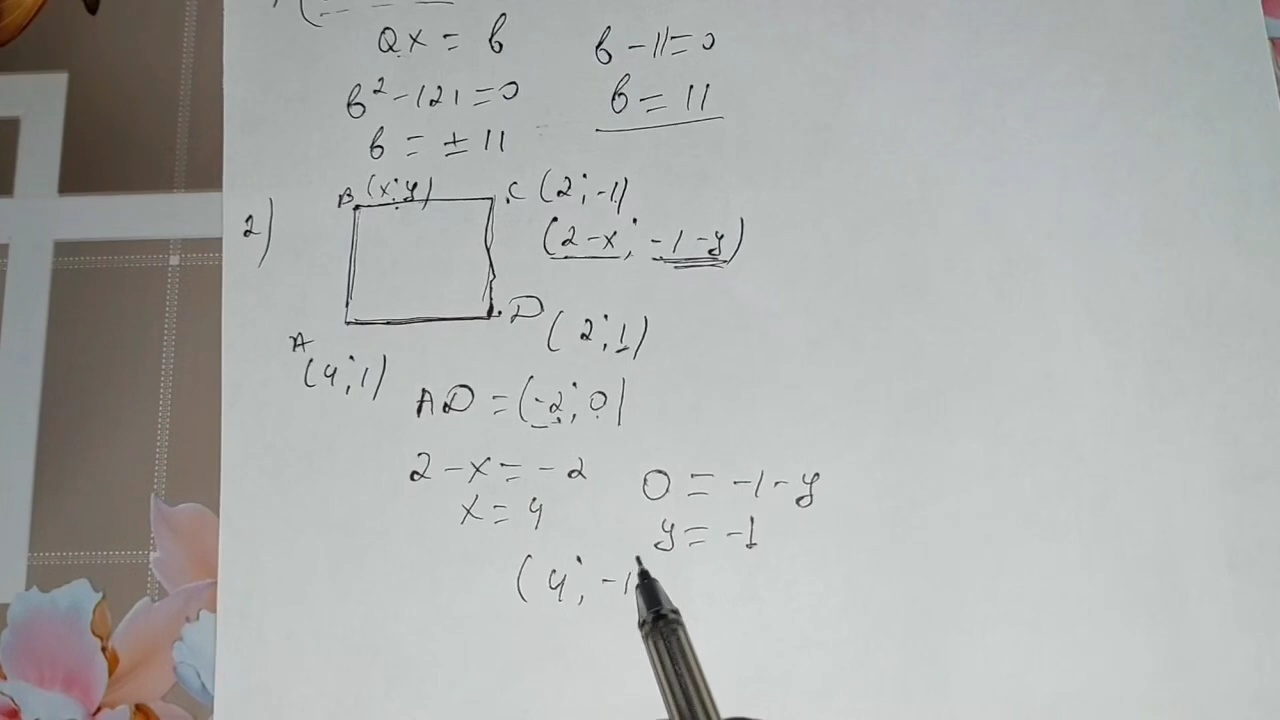 ax = b b - 11 = 0
b² - 121 = 0 b = 11
b = ± 11
2) B (x; y) C (2; -1)
(2-x; -1-y)
D (2; 1)
A (4; 1)
AD = (-2; 0)
2 - x = -2 0 = -1 - y
x = 4 y = -1
(4; -1